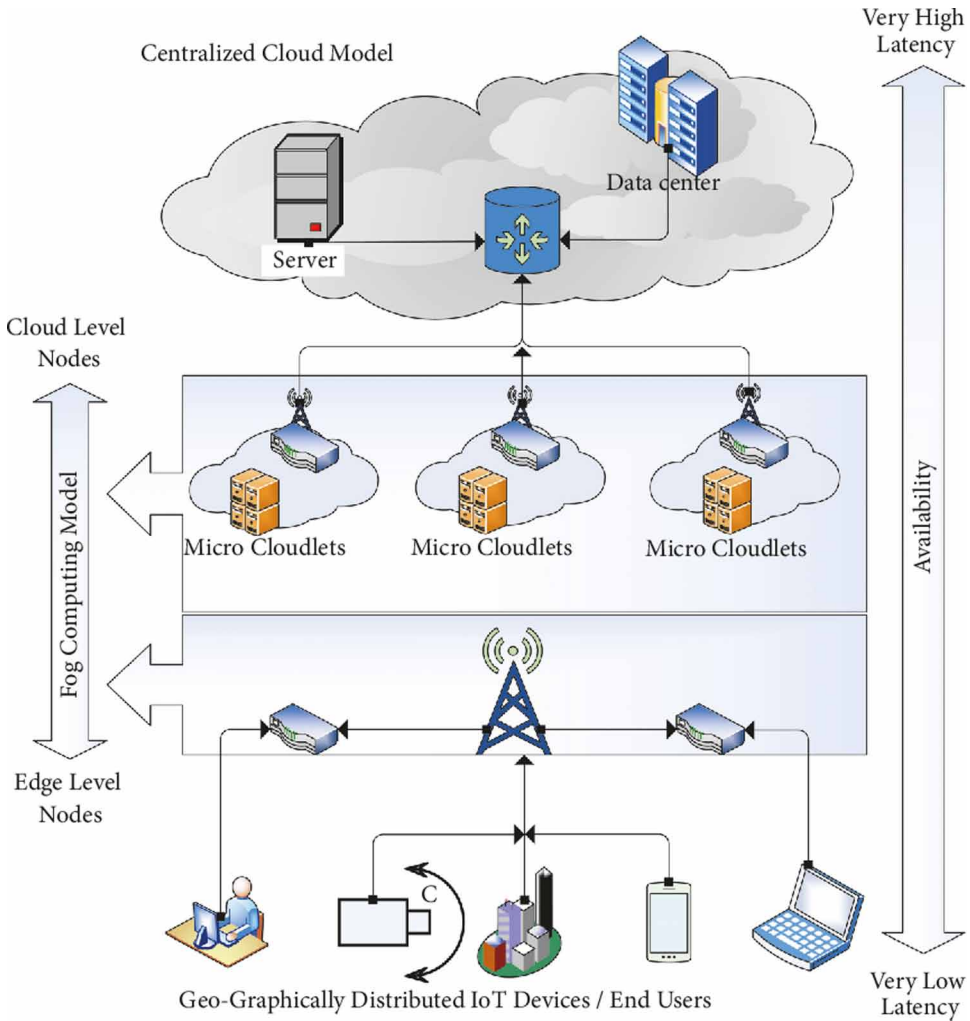 Centralized Cloud Model
Very High
Latency
Data center
Server
Cloud Level
Nodes
Micro Cloudlets
Micro Cloudlets
Micro Cloudlets
Fog Computing Model
Availability
Edge Level
Nodes
C
Geo-Graphically Distributed IoT Devices / End Users
Very Low
Latency